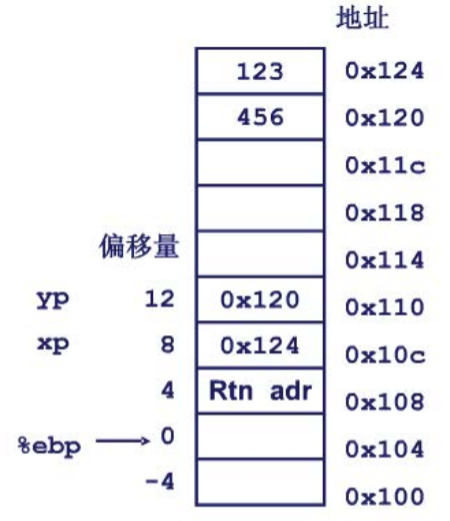 地址
123 0x124
456 0x120
0x11c
0x118
偏移量 0x114
yp 12 0x120 0x110
xp 8 0x124 0x10c
4 Rtn adr 0x108
%ebp 0 0x104
-4 0x100